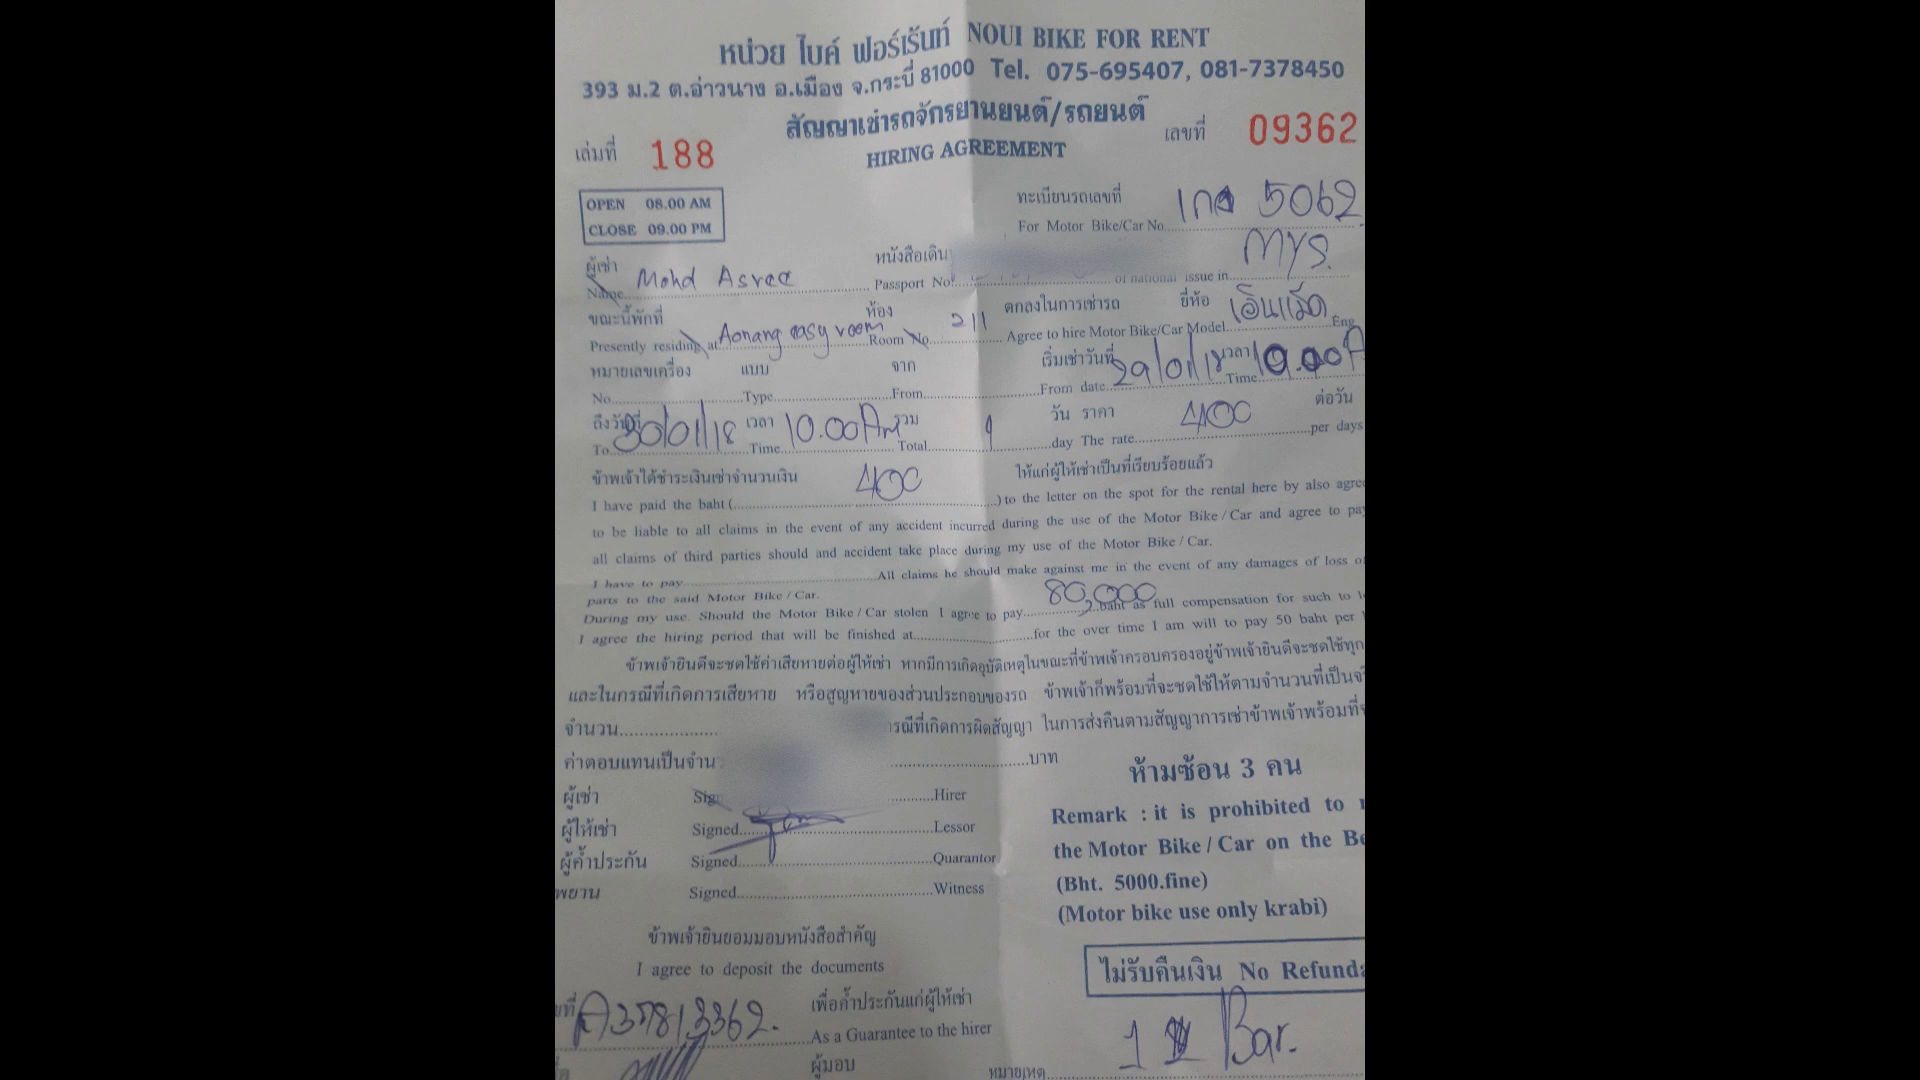 หน่วย ไบค์ ฟอร์เร้นท์ NOUI BIKE FOR RENT
393 ม.2 ต.อ่าวนาง อ.เมือง จ.กระบี่ 81000 Tel. 075-695407, 081-7378450
สัญญาเช่ารถจักรยานยนต์/รถยนต์
เล่มที่ 188 เลขที่ 09362
HIRING AGREEMENT
OPEN 08.00 AM
CLOSE 09.00 PM
ทะเบียนรถเลขที่
For Motor Bike/Car No. 5062
ผู้เช่า หนังสือเดิน MYS.
Name Mohd Asree Passport No. of national issue in
ขณะนี้พักที่ ห้อง ตกลงในการเช่ารถ ยี่ห้อ
Presently residing at Aonang easy room Room No 211 Agree to hire Motor Bike/Car Model Eng
หมายเลขเครื่อง แบบ จาก เริ่มเช่าวันที่ เวลา
No. Type From From date 29/01/18 Time 10.00
ถึงวันที่ เวลา รวม วัน ราคา ต่อวัน
To 30/01/18 Time 10.00Am Total 1 day The rate 400 per days
ข้าพเจ้าได้ชำระเงินเช่าจำนวนเงิน ให้แก่ผู้ให้เช่าเป็นที่เรียบร้อยแล้ว
I have paid the baht (400) to the letter on the spot for the rental here by also agre
to be liable to all claims in the event of any accident incurred during the use of the Motor Bike / Car and agree to pay
all claims of third parties should and accident take place during my use of the Motor Bike / Car.
I have to pay All claims he should make against me in the event of any damages of loss of
parts to the said Motor Bike / Car.
During my use. Should the Motor Bike / Car stolen I agree to pay 80,000 baht as full compensation for such to l
I agree the hiring period that will be finished at for the over time I am will to pay 50 baht per
ข้าพเจ้ายินดีจะชดใช้ค่าเสียหายต่อผู้ให้เช่า หากมีการเกิดอุบัติเหตุในขณะที่ข้าพเจ้าครอบครองอยู่ข้าพเจ้ายินดีจะชดใช้ทุก
และในกรณีที่เกิดการเสียหาย หรือสูญหายของส่วนประกอบของรถ ข้าพเจ้าก็พร้อมที่จะชดใช้ให้ตามจำนวนที่เป็นจริ
จำนวน รณีที่เกิดการผิดสัญญา ในการส่งคืนตามสัญญาการเช่าข้าพเจ้าพร้อมที่จ
ค่าตอบแทนเป็นจำน บาท
ผู้เช่า Sig Hirer
ผู้ให้เช่า Signed Lessor
ผู้ค้ำประกัน Signed Quarantor
พยาน Signed Witness
ห้ามซ้อน 3 คน
Remark : it is prohibited to
the Motor Bike / Car on the Be
(Bht. 5000.fine)
(Motor bike use only krabi)
ข้าพเจ้ายินยอมมอบหนังสือสำคัญ
I agree to deposit the documents
ไม่รับคืนเงิน No Refunda
ที่ A37813362. เพื่อค้ำประกันแก่ผู้ให้เช่า
As a Guarantee to the hirer
ผู้มอบ
หมายเหตุ 1 Bar.